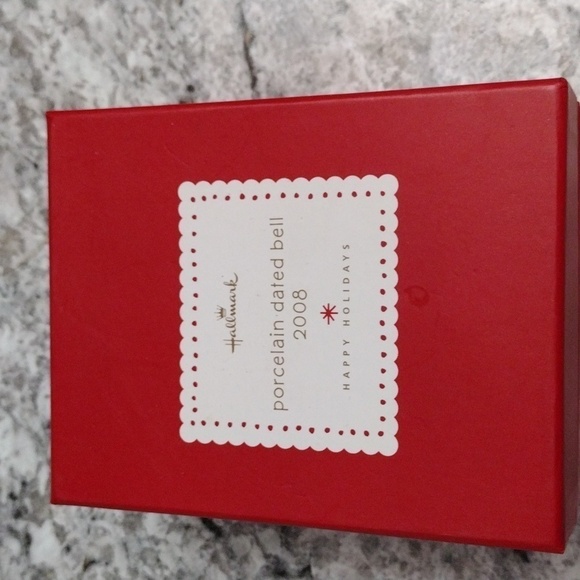 Hallmark
porcelain dated bell
2008
HAPPY HOLIDAYS